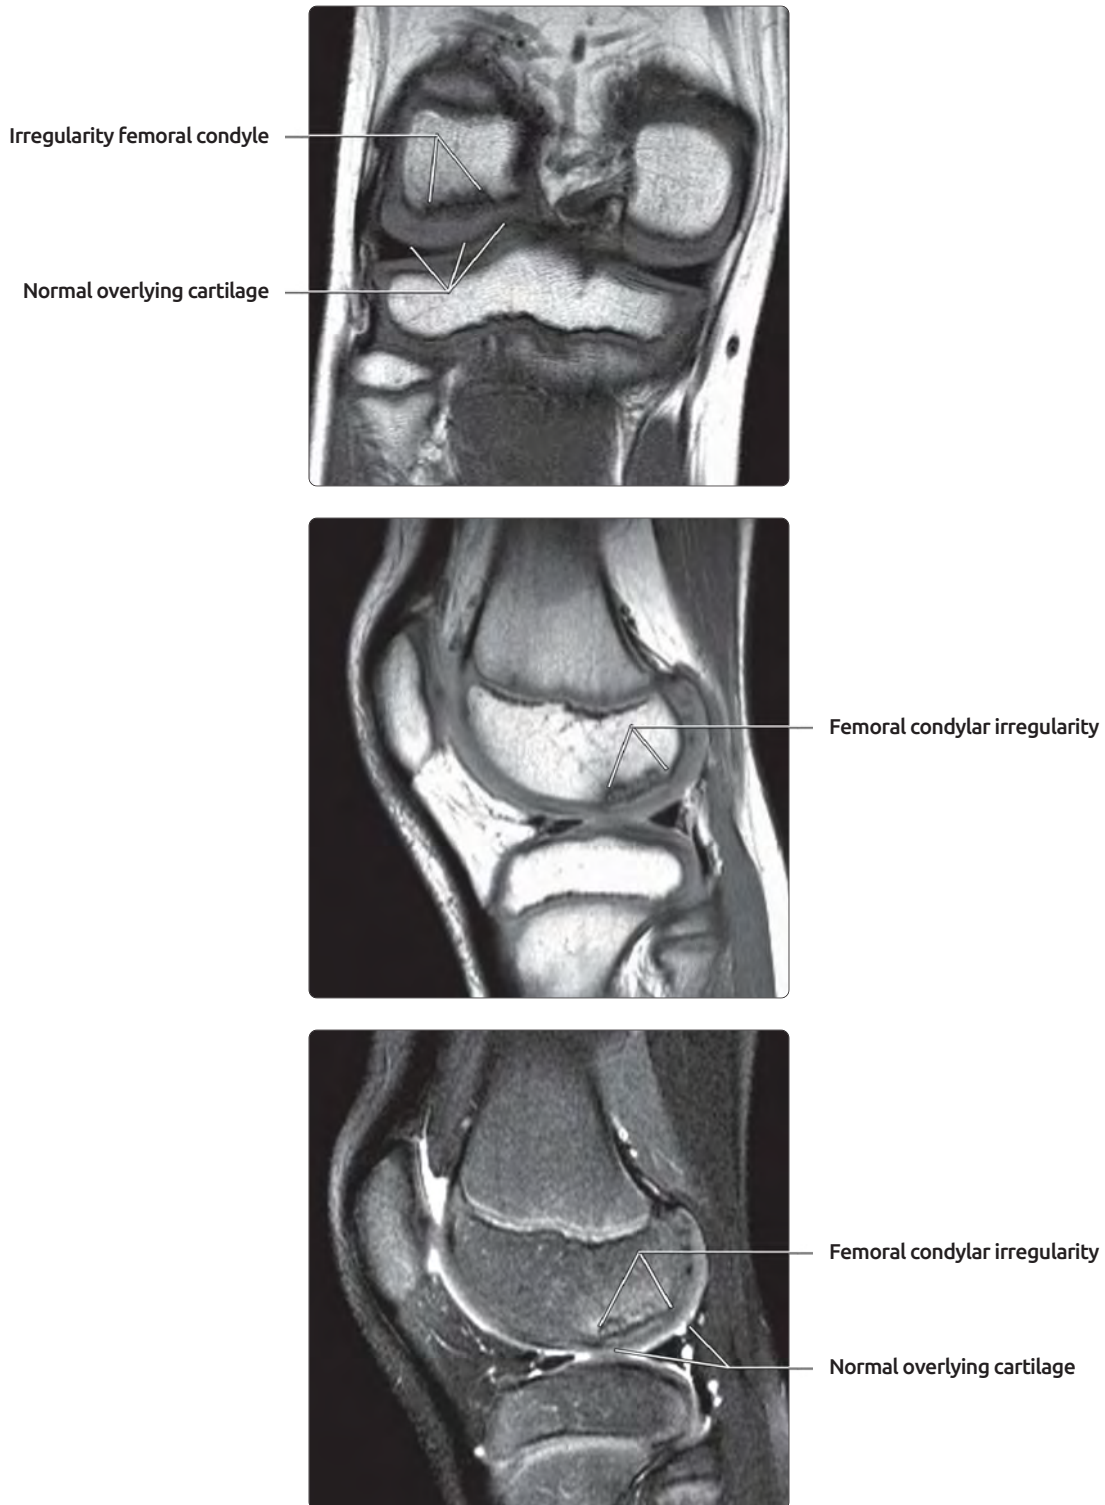 Irregularity femoral condyle
Normal overlying cartilage
Femoral condylar irregularity
Femoral condylar irregularity
Normal overlying cartilage